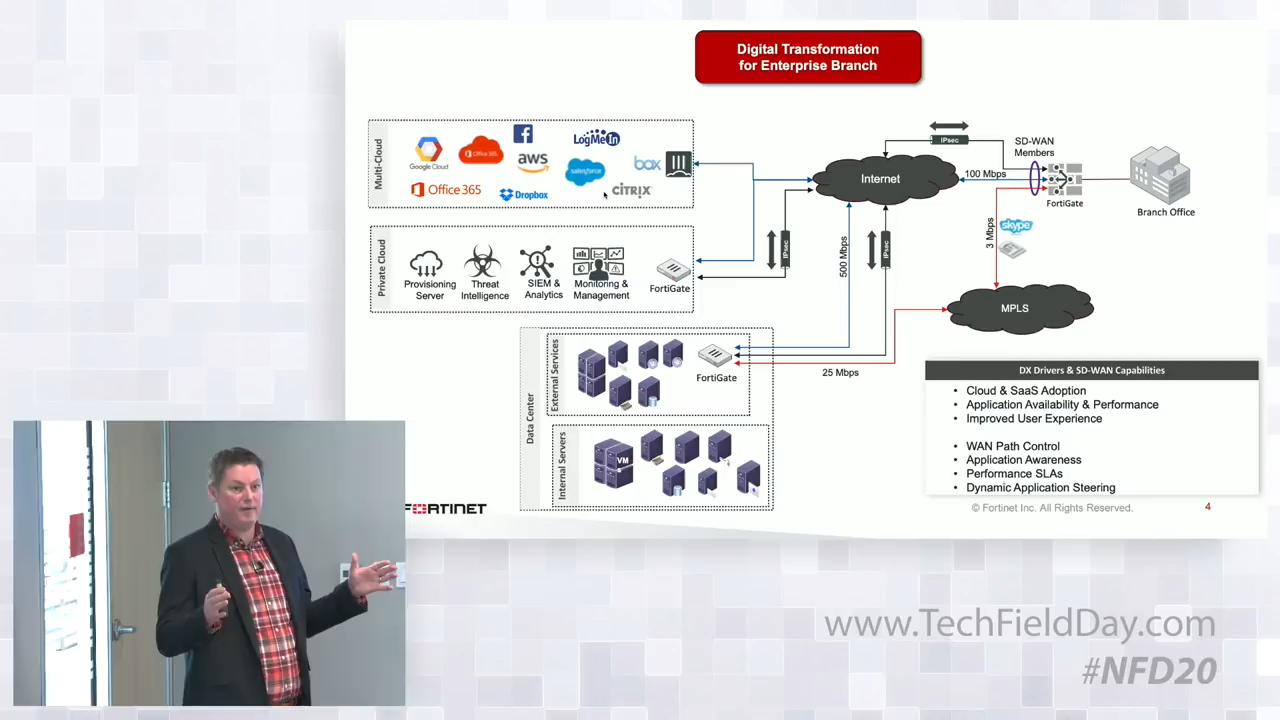 Digital Transformation
for Enterprise Branch
Multi-Cloud
Google Cloud
Office 365
LogMeIn
aws
salesforce
box
Office 365
Dropbox
CITRIX
Private Cloud
Provisioning
Server
Threat
Intelligence
SIEM &
Analytics
Monitoring &
Management
FortiGate
IPsec
Internet
IPsec
SD-WAN
Members
100 Mbps
FortiGate
Branch Office
500 Mbps
IPsec
3 Mbps
skype
MPLS
Data Center
External Services
FortiGate
25 Mbps
Internal Servers
VM
DX Drivers & SD-WAN Capabilities
• Cloud & SaaS Adoption
• Application Availability & Performance
• Improved User Experience
• WAN Path Control
• Application Awareness
• Performance SLAs
• Dynamic Application Steering
FORTINET
© Fortinet Inc. All Rights Reserved.
4
www.TechFieldDay.com
#NFD20